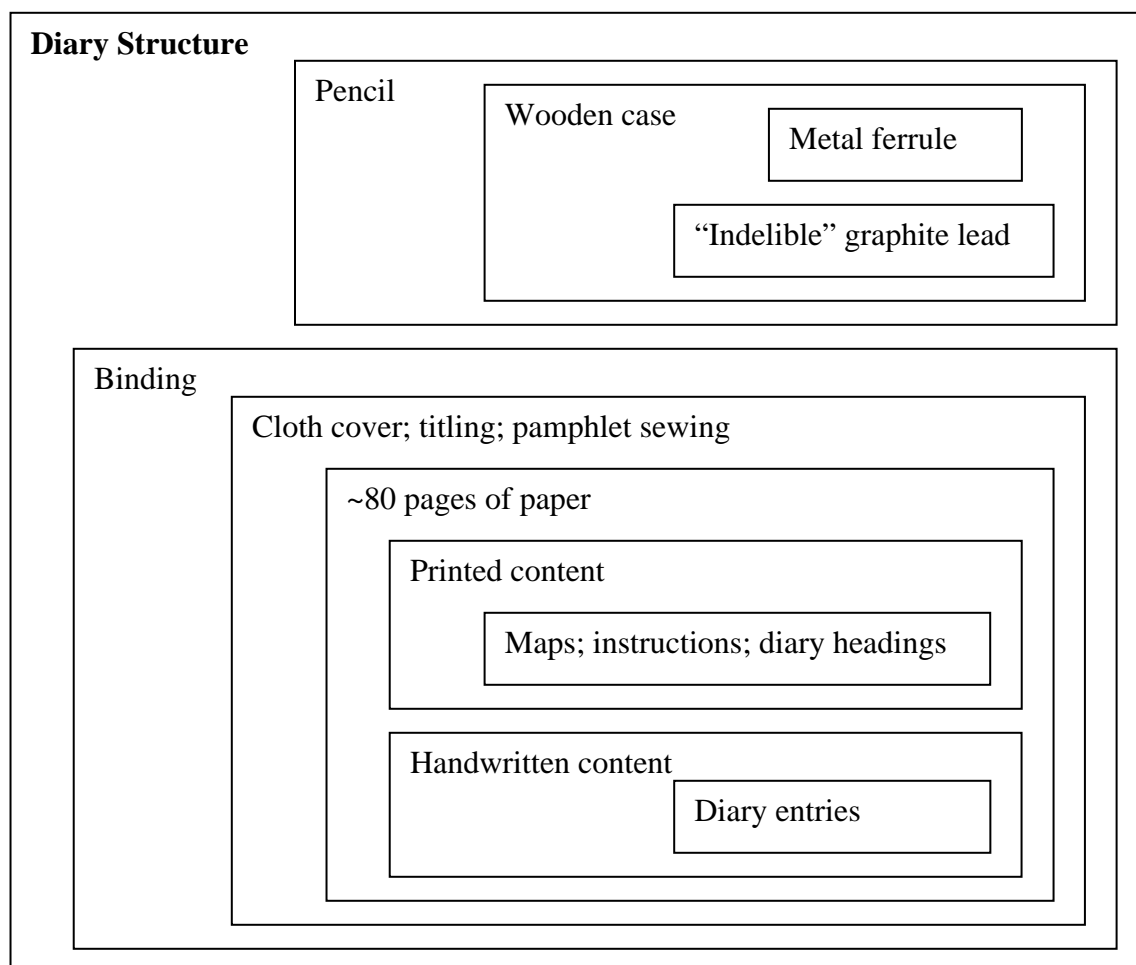 Diary Structure
Pencil
Wooden case
Metal ferrule
“Indelible” graphite lead
Binding
Cloth cover; titling; pamphlet sewing
~80 pages of paper
Printed content
Maps; instructions; diary headings
Handwritten content
Diary entries